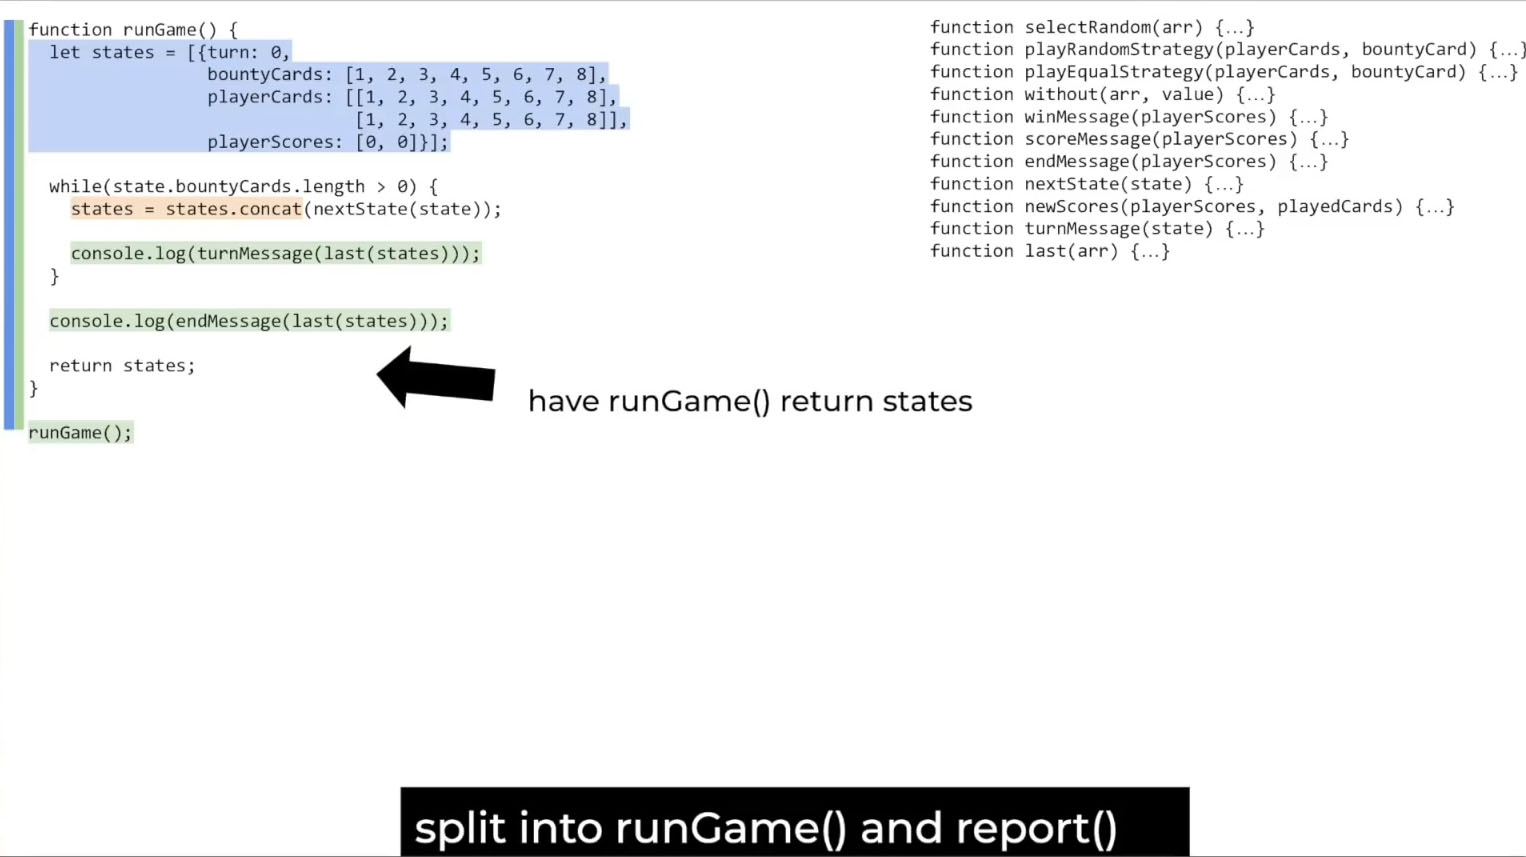 function runGame() {
let states = [{turn: 0,
bountyCards: [1, 2, 3, 4, 5, 6, 7, 8],
playerCards: [[1, 2, 3, 4, 5, 6, 7, 8],
[1, 2, 3, 4, 5, 6, 7, 8]],
playerScores: [0, 0]}];
while(state.bountyCards.length > 0) {
states = states.concat(nextState(state));
console.log(turnMessage(last(states)));
}
console.log(endMessage(last(states)));
return states;
}
runGame();
function selectRandom(arr) {…}
function playRandomStrategy(playerCards, bountyCard) {…}
function playEqualStrategy(playerCards, bountyCard) {…}
function without(arr, value) {…}
function winMessage(playerScores) {…}
function scoreMessage(playerScores) {…}
function endMessage(playerScores) {…}
function nextState(state) {…}
function newScores(playerScores, playedCards) {…}
function turnMessage(state) {…}
function last(arr) {…}
have runGame() return states
split into runGame() and report()